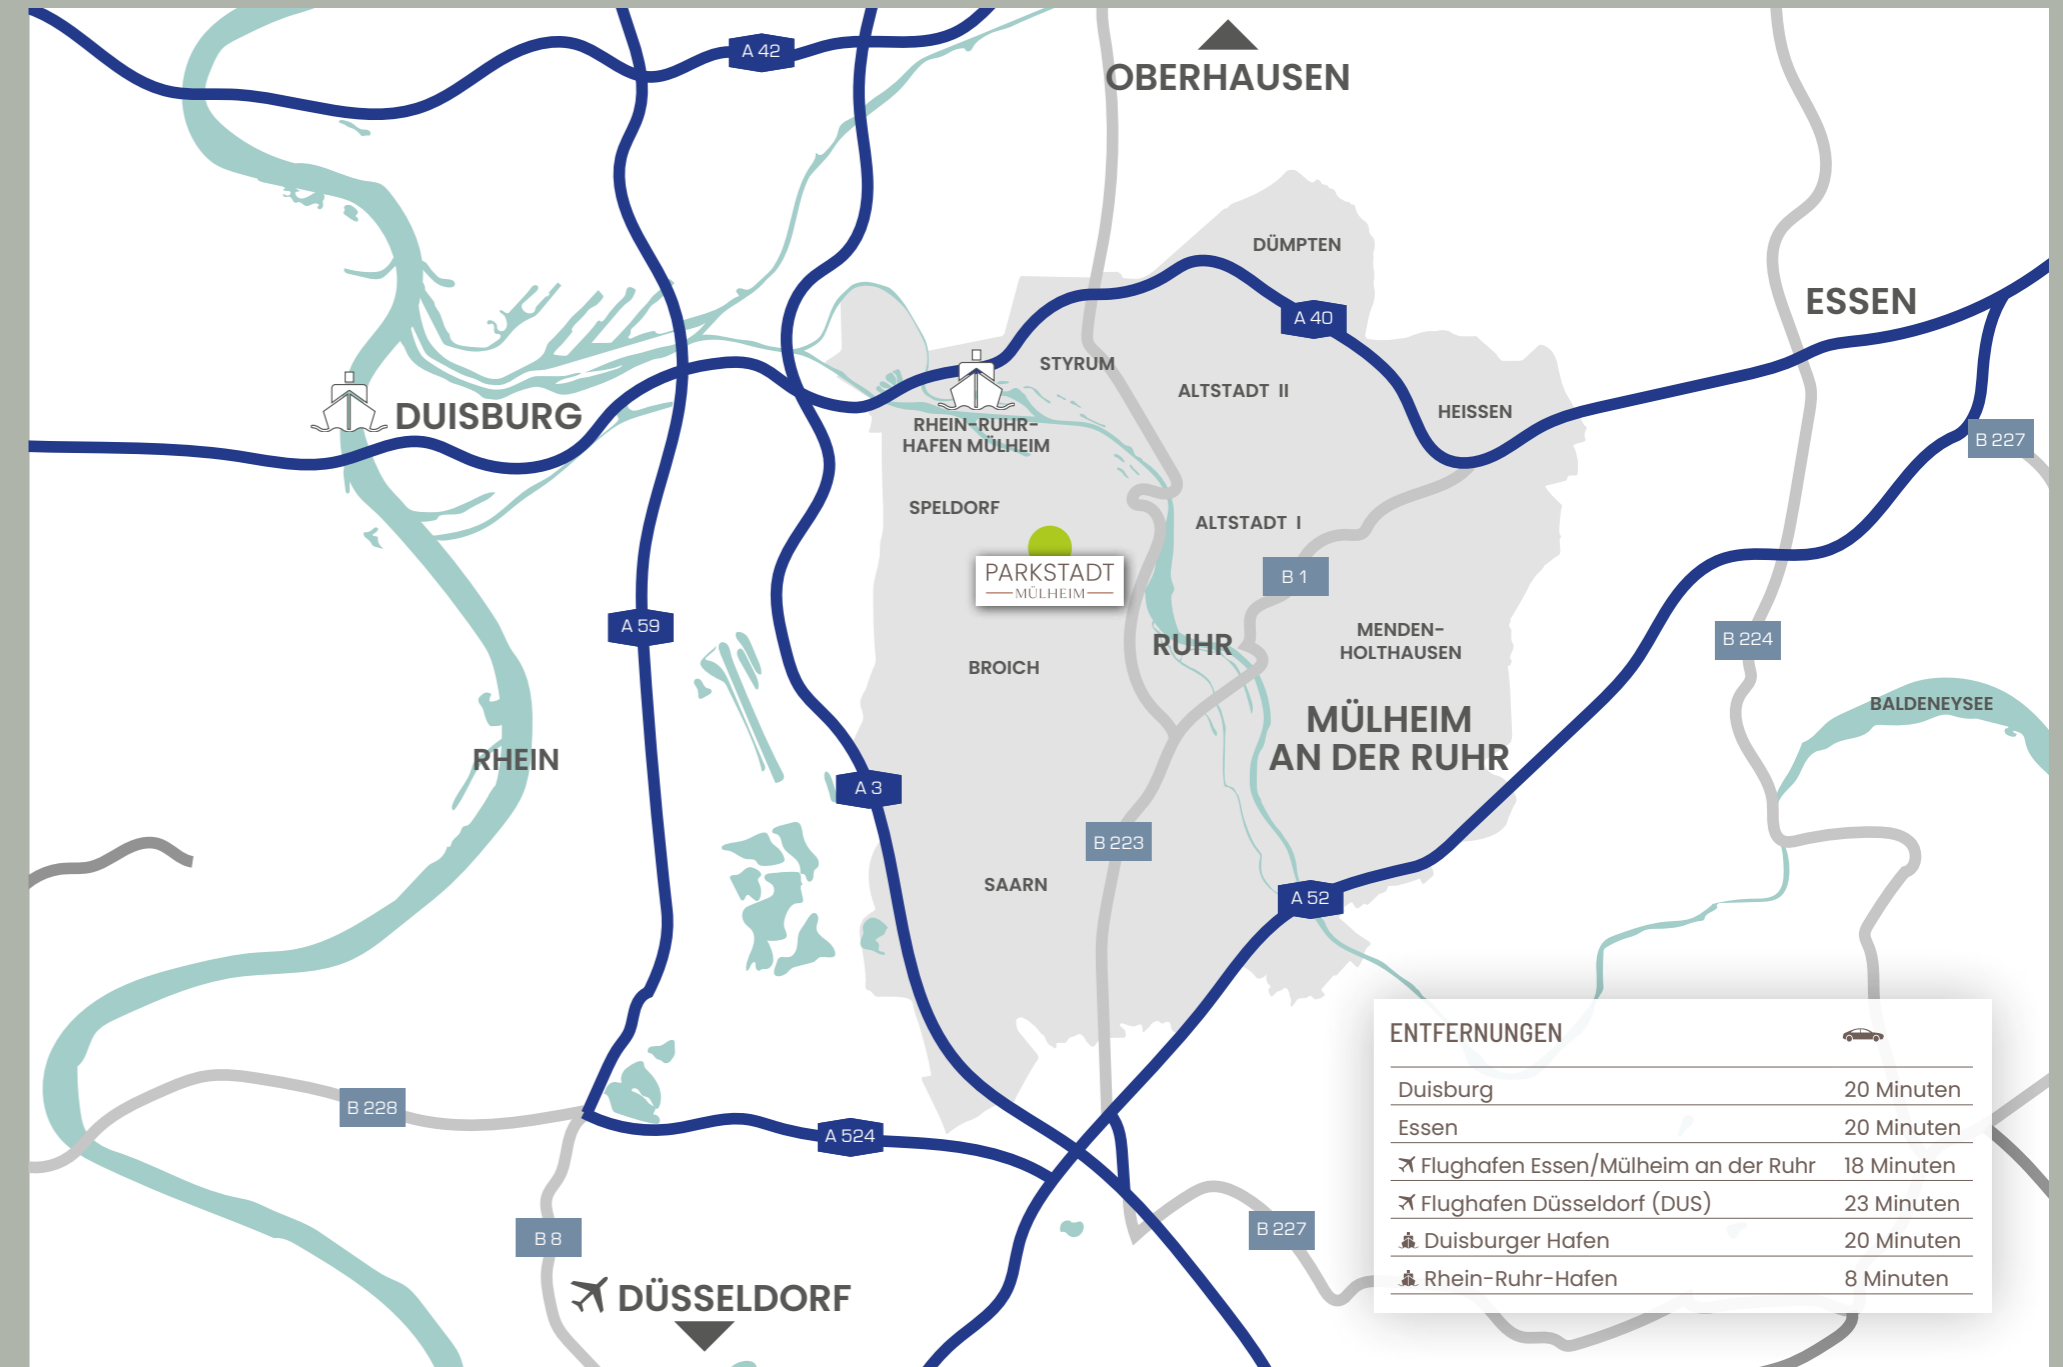 A 42
OBERHAUSEN
DÜMPTEN
ESSEN
A 40
STYRUM
ALTSTADT II
HEISSEN
DUISBURG
RHEIN-RUHR-
HAFEN MÜLHEIM
B 227
SPELDORF
ALTSTADT I
PARKSTADT
MÜLHEIM
B 1
A 59
RUHR
MENDEN-
HOLTHAUSEN
B 224
BROICH
BALDENEYSEE
MÜLHEIM
AN DER RUHR
RHEIN
A 3
B 223
SAARN
A 52
B 228
A 524
B 8
B 227
DÜSSELDORF
ENTFERNUNGEN
Duisburg 20 Minuten
Essen 20 Minuten
Flughafen Essen/Mülheim an der Ruhr 18 Minuten
Flughafen Düsseldorf (DUS) 23 Minuten
Duisburger Hafen 20 Minuten
Rhein-Ruhr-Hafen 8 Minuten